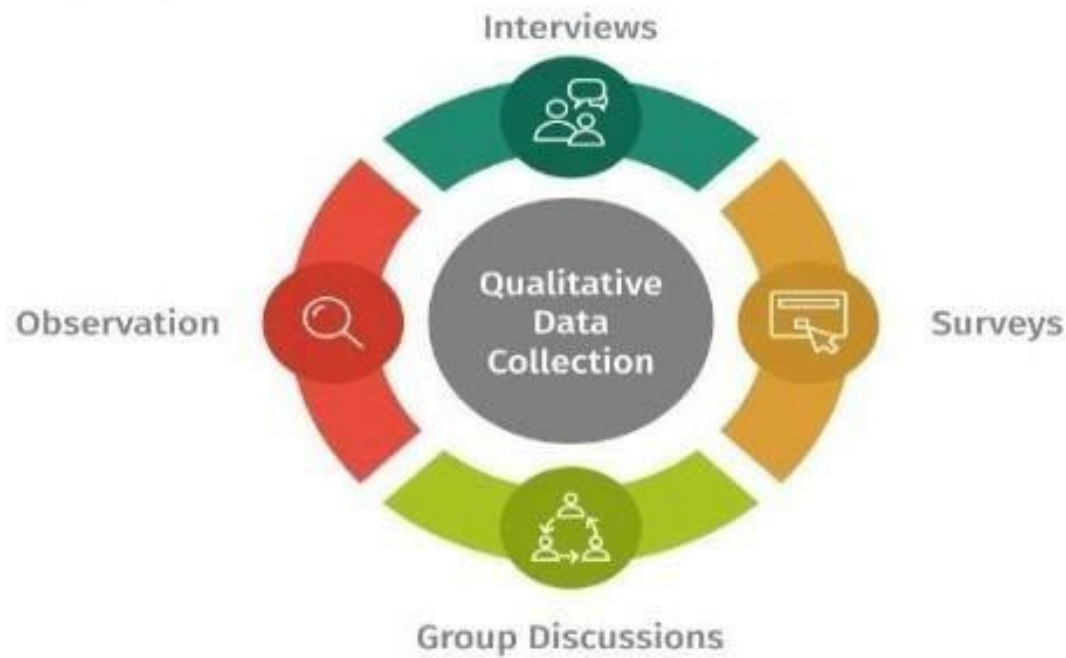 Interviews
Qualitative
Data
Collection
Observation
Surveys
Group Discussions